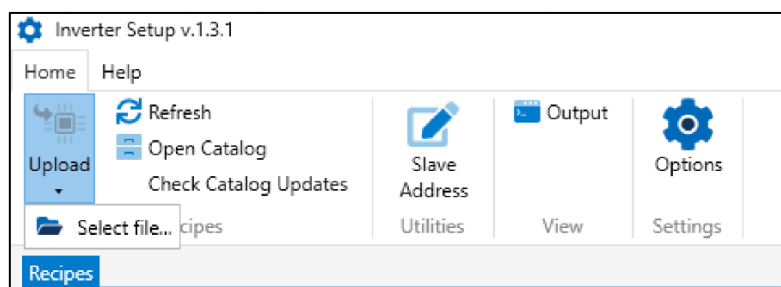 Inverter Setup v.1.3.1
Home Help
Refresh
Open Catalog
Check Catalog Updates
Upload
Select file...
cipes
Slave
Address
Utilities
Output
View
Options
Settings
Recipes